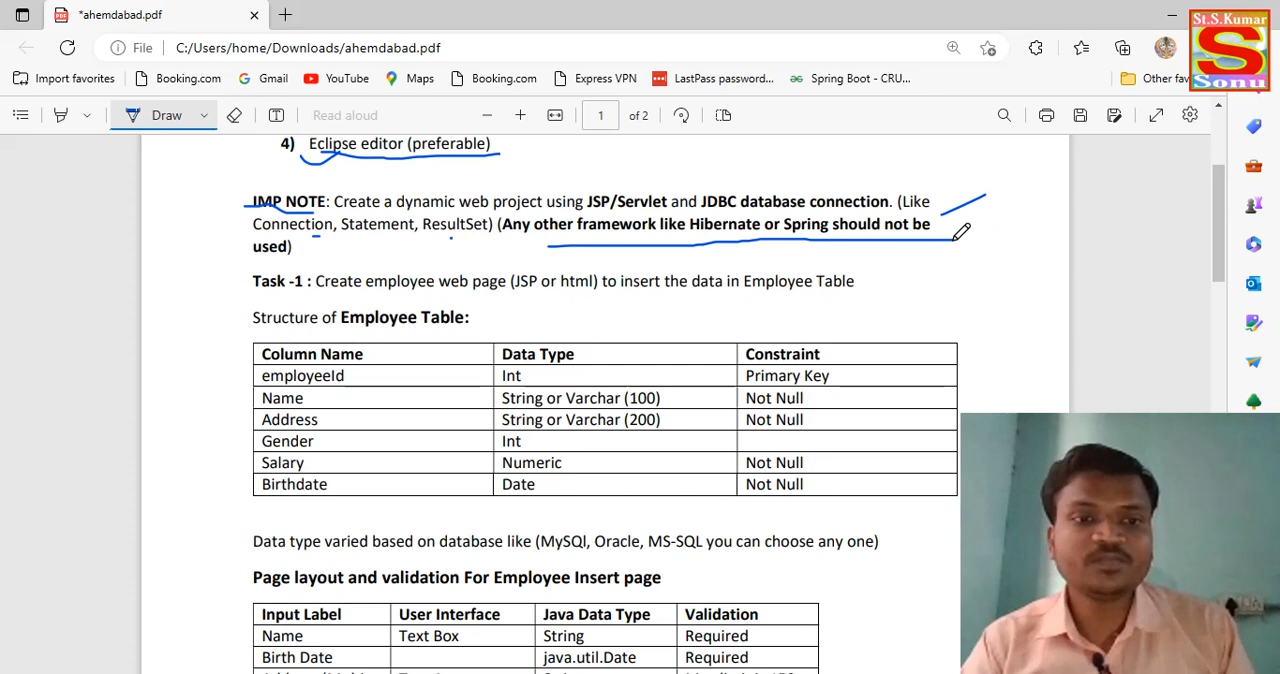 *ahemdabad.pdf
File C:/Users/home/Downloads/ahemdabad.pdf
Import favorites Booking.com Gmail YouTube Maps Booking.com Express VPN LastPass password... Spring Boot - CRU... Other fav
Draw Read aloud 1 of 2
St.S.Kumar
S
Sonu
4) Eclipse editor (preferable)
IMP NOTE: Create a dynamic web project using JSP/Servlet and JDBC database connection. (Like
Connection, Statement, ResultSet) (Any other framework like Hibernate or Spring should not be
used)
Task -1 : Create employee web page (JSP or html) to insert the data in Employee Table
Structure of Employee Table:
Column Name Data Type Constraint
employeeId Int Primary Key
Name String or Varchar (100) Not Null
Address String or Varchar (200) Not Null
Gender Int
Salary Numeric Not Null
Birthdate Date Not Null
Data type varied based on database like (MySQl, Oracle, MS-SQL you can choose any one)
Page layout and validation For Employee Insert page
Input Label User Interface Java Data Type Validation
Name Text Box String Required
Birth Date java.util.Date Required